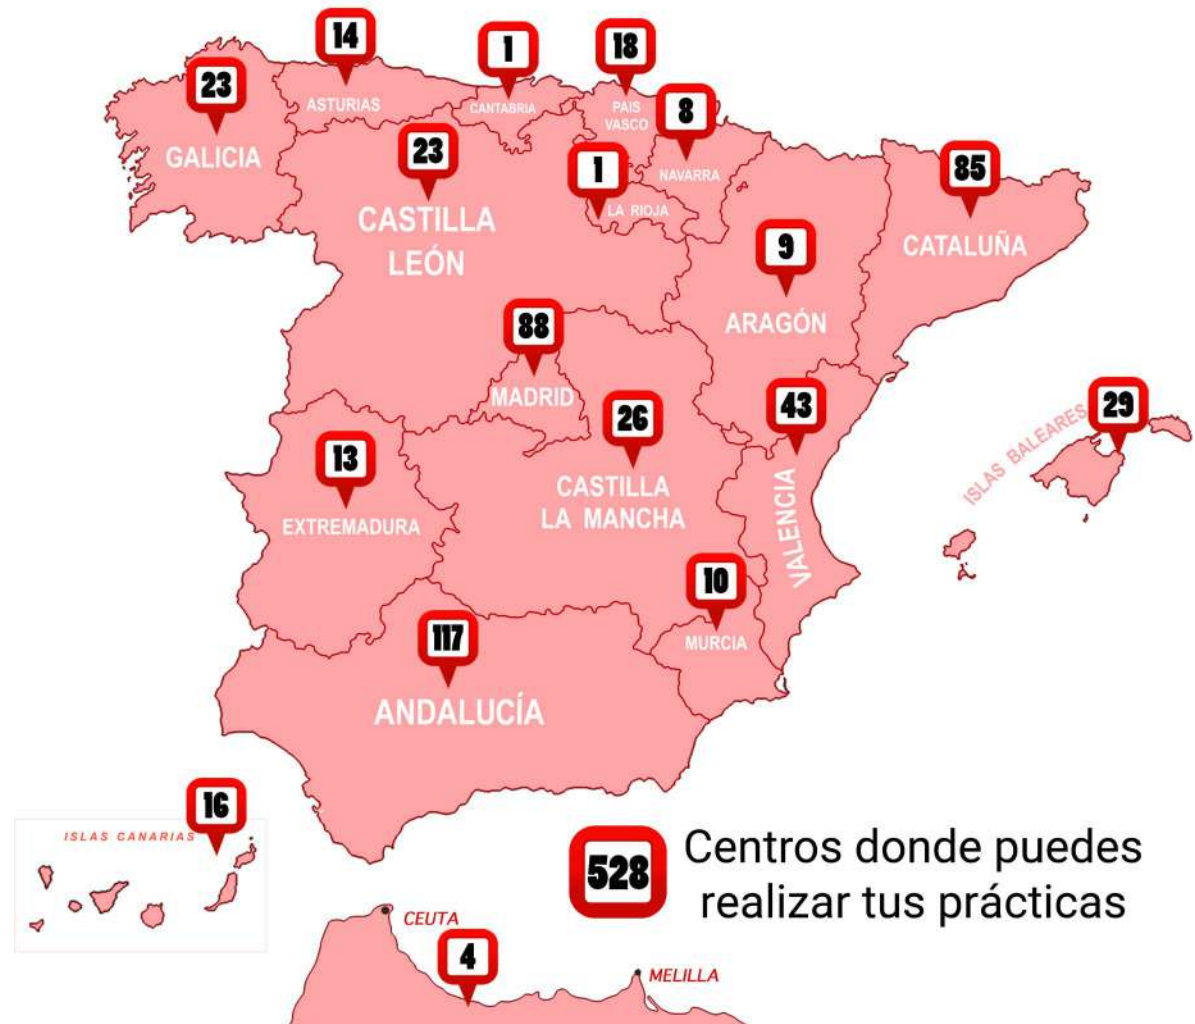 14
1
18
23
ASTURIAS
CANTABRIA
PAIS
VASCO
8
GALICIA
23
1
NAVARRA
85
CASTILLA
LEÓN
LA RIOJA
9
CATALUÑA
ARAGÓN
88
MADRID
26
43
29
ISLAS BALEARES
13
EXTREMADURA
CASTILLA
LA MANCHA
VALENCIA
10
MURCIA
117
ANDALUCÍA
16
ISLAS CANARIAS
528
Centros donde puedes
realizar tus prácticas
CEUTA
4
MELILLA